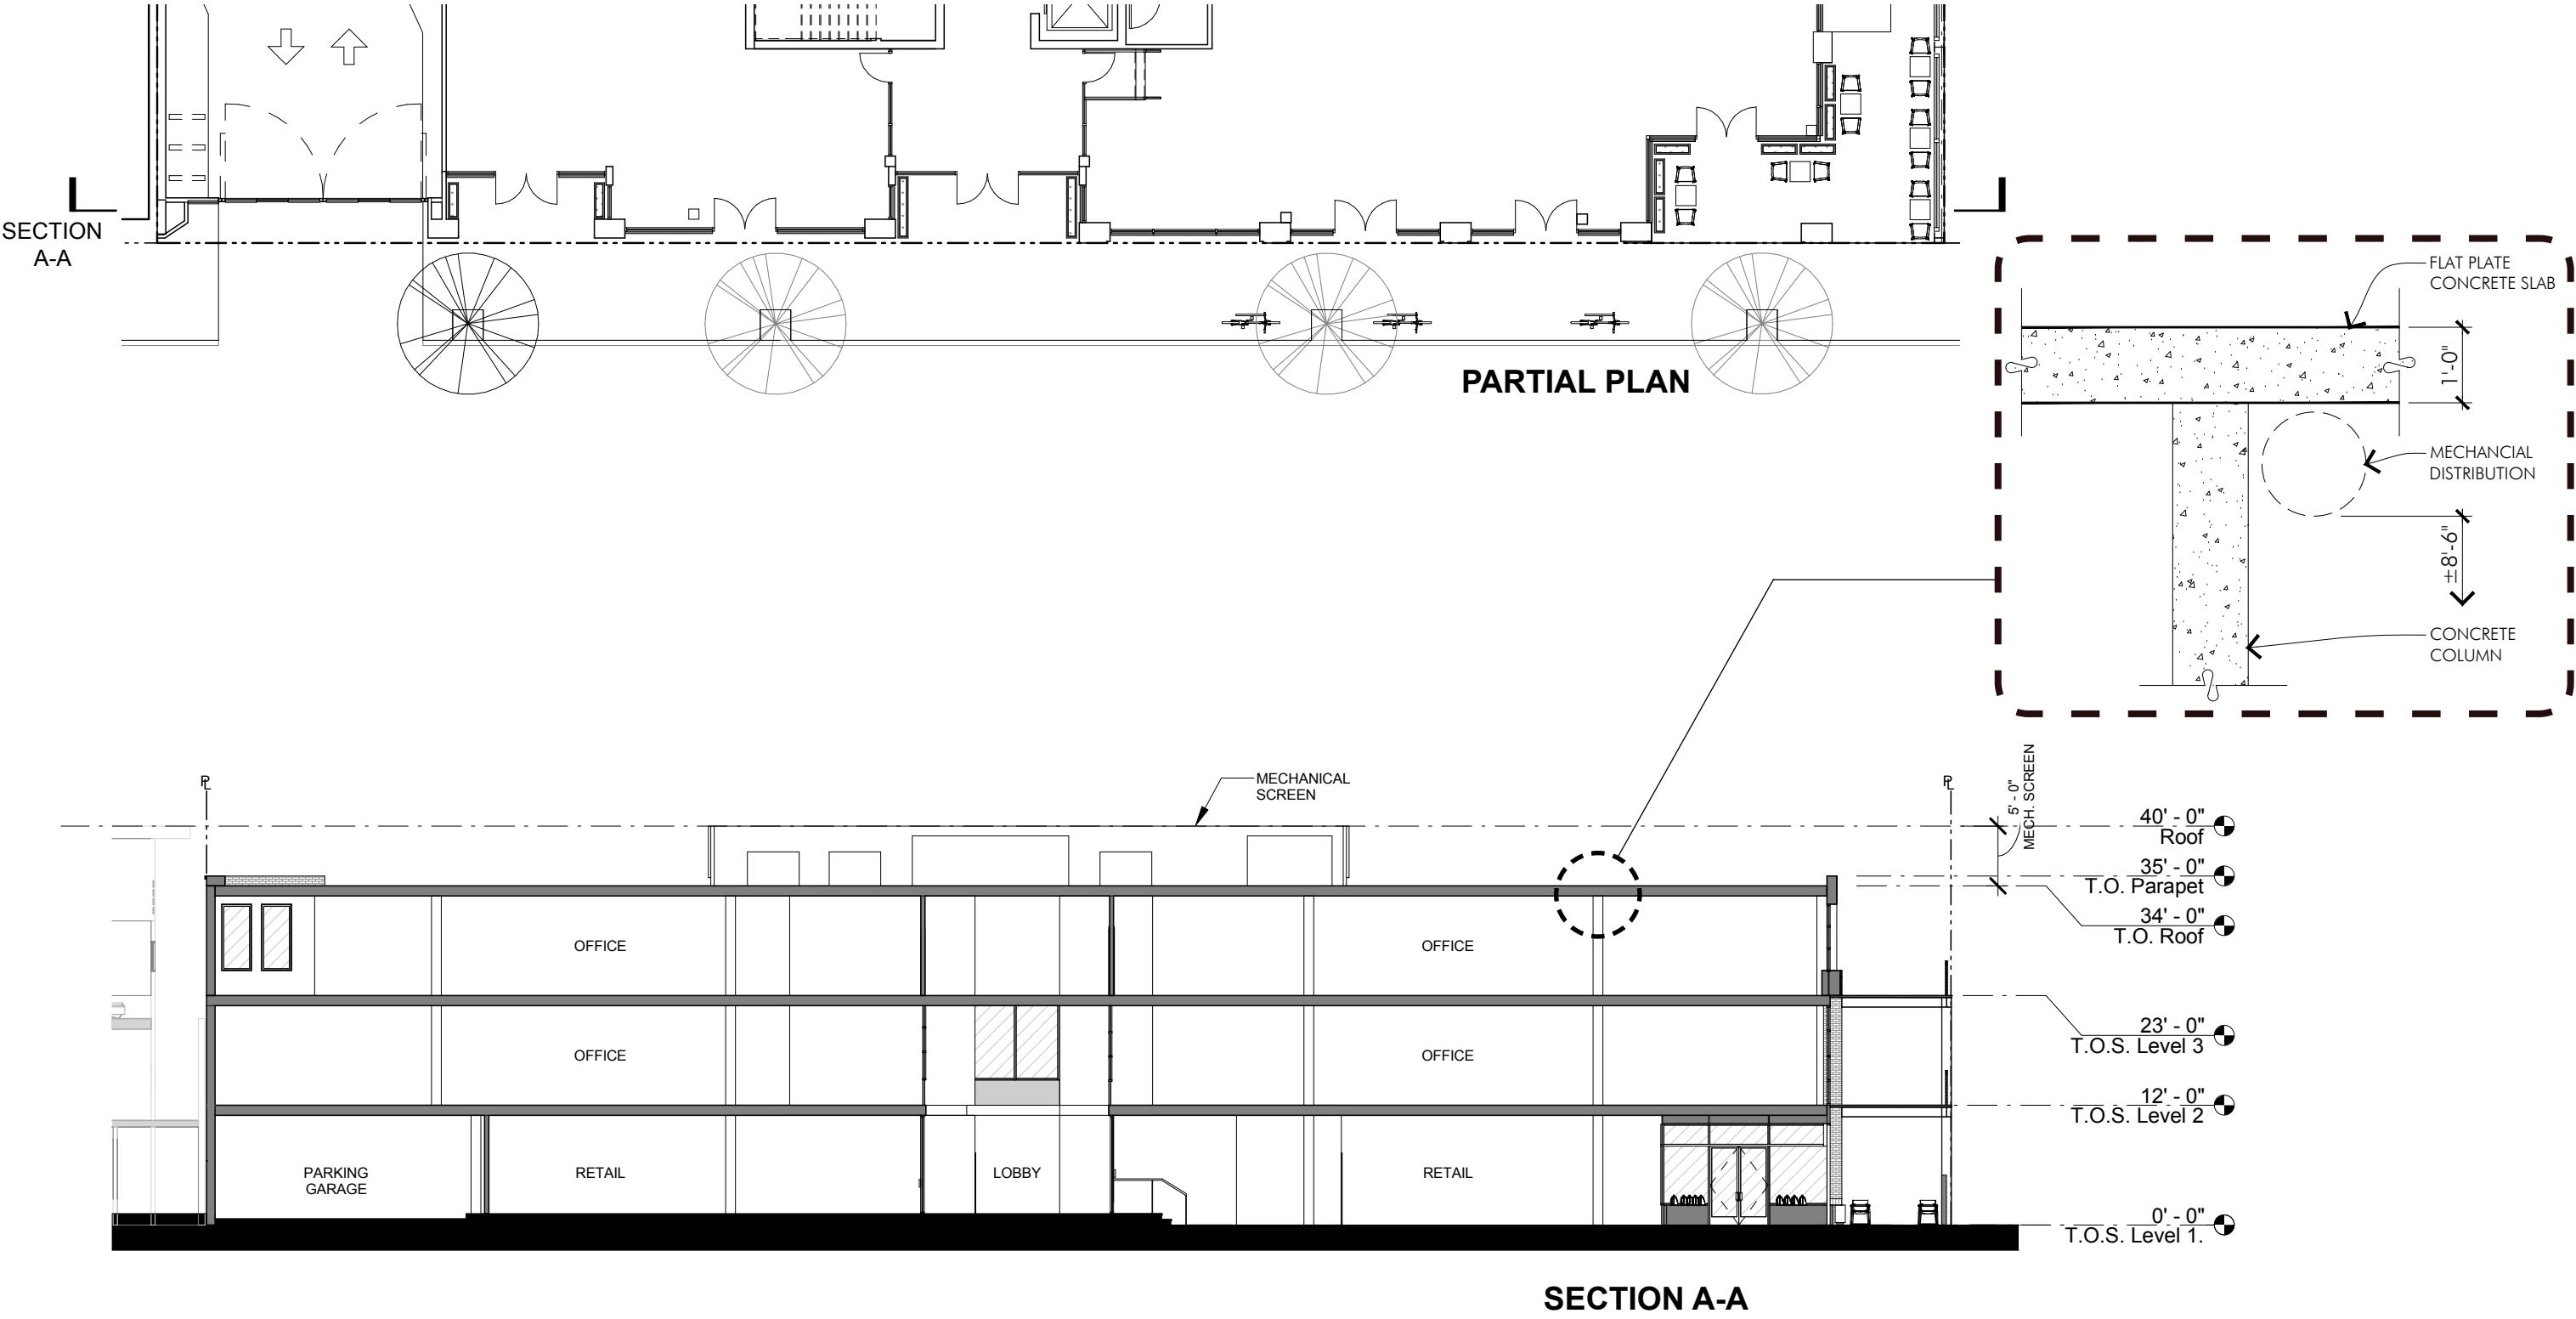 SECTION
A-A
PARTIAL PLAN
FLAT PLATE
CONCRETE SLAB
1'-0"
MECHANCIAL
DISTRIBUTION
±8'-6"
CONCRETE
COLUMN
PL
MECHANICAL
SCREEN
PL
5' - 0"
MECH. SCREEN
40' - 0"
Roof
35' - 0"
T.O. Parapet
34' - 0"
T.O. Roof
OFFICE
OFFICE
23' - 0"
T.O.S. Level 3
OFFICE
OFFICE
12' - 0"
T.O.S. Level 2
PARKING
GARAGE
RETAIL
LOBBY
RETAIL
0' - 0"
T.O.S. Level 1.
SECTION A-A